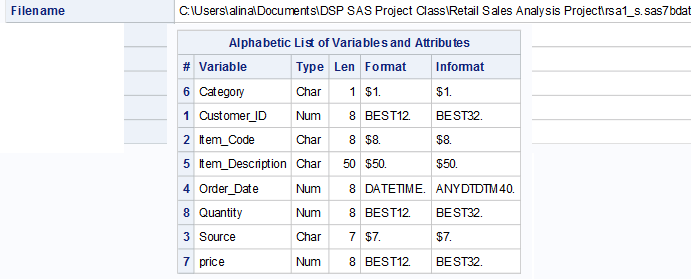 Filename C:\Users\alina\Documents\DSP SAS Project Class\Retail Sales Analysis Project\rsa1_s.sas7bdat
Alphabetic List of Variables and Attributes
# Variable Type Len Format Informat
6 Category Char 1 $1. $1.
1 Customer_ID Num 8 BEST12. BEST32.
2 Item_Code Char 8 $8. $8.
5 Item_Description Char 50 $50. $50.
4 Order_Date Num 8 DATETIME. ANYDTDTM40.
8 Quantity Num 8 BEST12. BEST32.
3 Source Char 7 $7. $7.
7 price Num 8 BEST12. BEST32.